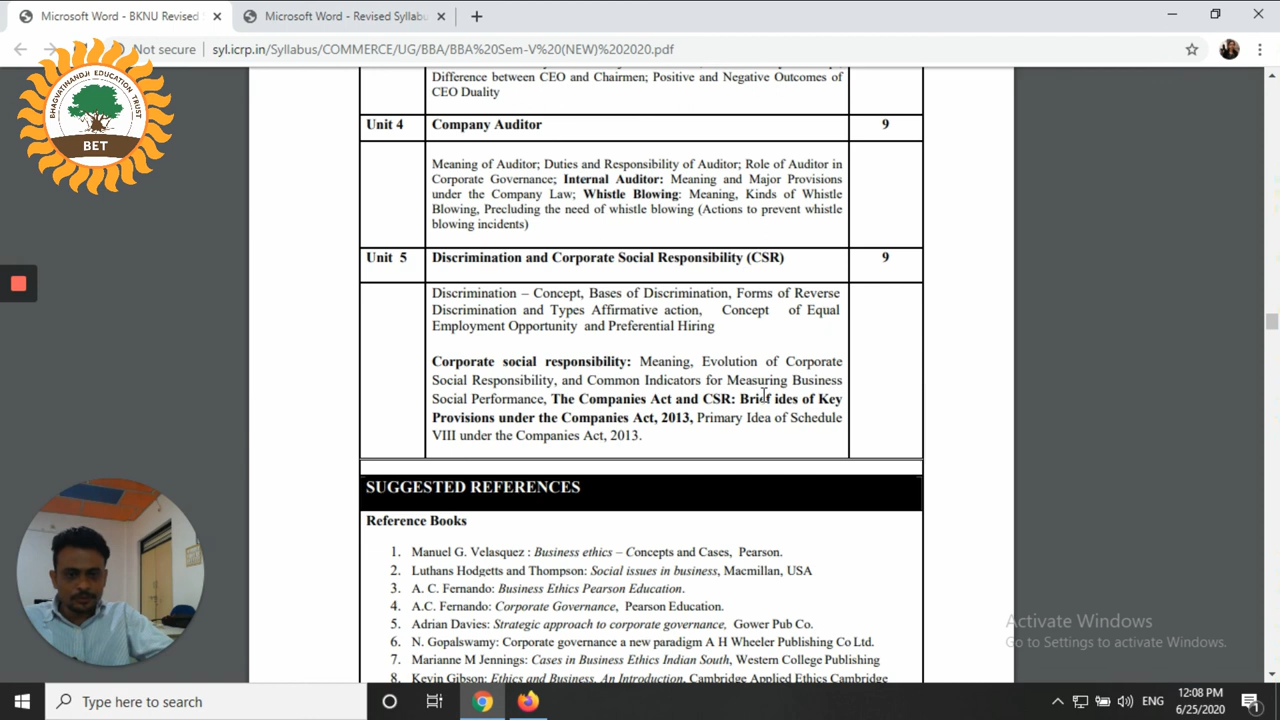 Microsoft Word - BKNU Revised S
Microsoft Word - Revised Syllabu
Not secure
syl.icrp.in/Syllabus/COMMERCE/UG/BBA/BBA%20Sem-V%20(NEW)%202020.pdf
BHAGVATINANDJI EDUCATION TRUST
BET
Difference between CEO and Chairmen; Positive and Negative Outcomes of
CEO Duality
Unit 4 Company Auditor 9
Meaning of Auditor; Duties and Responsibility of Auditor; Role of Auditor in
Corporate Governance; Internal Auditor: Meaning and Major Provisions
under the Company Law; Whistle Blowing: Meaning, Kinds of Whistle
Blowing, Precluding the need of whistle blowing (Actions to prevent whistle
blowing incidents)
Unit 5 Discrimination and Corporate Social Responsibility (CSR) 9
Discrimination – Concept, Bases of Discrimination, Forms of Reverse
Discrimination and Types Affirmative action, Concept of Equal
Employment Opportunity and Preferential Hiring
Corporate social responsibility: Meaning, Evolution of Corporate
Social Responsibility, and Common Indicators for Measuring Business
Social Performance, The Companies Act and CSR: Brief ides of Key
Provisions under the Companies Act, 2013, Primary Idea of Schedule
VIII under the Companies Act, 2013.
SUGGESTED REFERENCES
Reference Books
1. Manuel G. Velasquez : Business ethics – Concepts and Cases, Pearson.
2. Luthans Hodgetts and Thompson: Social issues in business, Macmillan, USA
3. A. C. Fernando: Business Ethics Pearson Education.
4. A.C. Fernando: Corporate Governance, Pearson Education.
5. Adrian Davies: Strategic approach to corporate governance, Gower Pub Co.
6. N. Gopalswamy: Corporate governance a new paradigm A H Wheeler Publishing Co Ltd.
7. Marianne M Jennings: Cases in Business Ethics Indian South, Western College Publishing
8. Kevin Gibson: Ethics and Business, An Introduction, Cambridge Applied Ethics Cambridge
Activate Windows
Go to Settings to activate Windows.
Type here to search
ENG
12:08 PM
6/25/2020
1